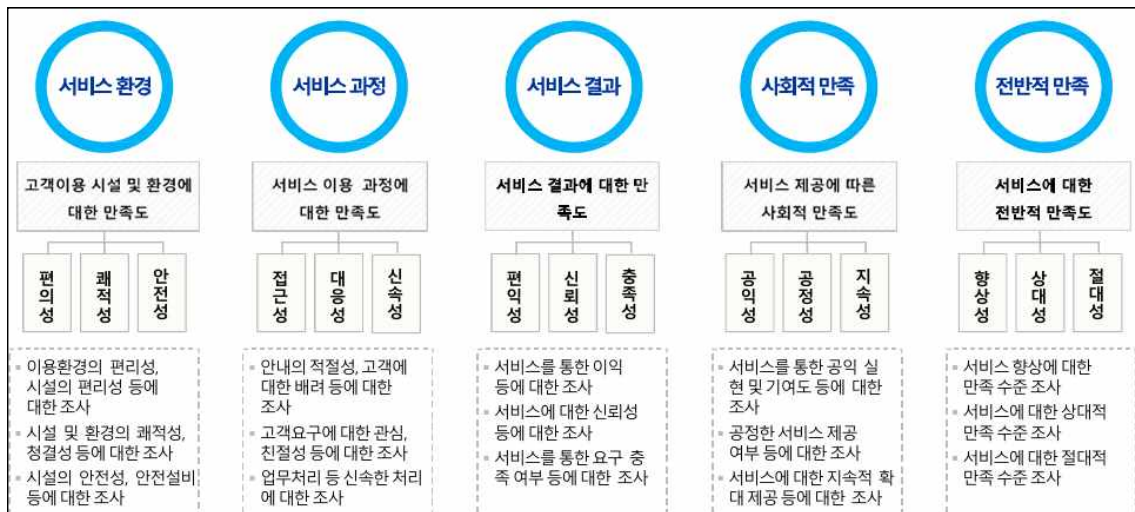 서비스 환경
고객이용 시설 및 환경에
대한 만족도
편의성
쾌적성
안전성
▪ 이용환경의 편리성,
시설의 편리성 등에
대한 조사
▪ 시설 및 환경의 쾌적성,
청결성 등에 대한 조사
▪ 시설의 안전성, 안전설비
등에 대한 조사
서비스 과정
서비스 이용 과정에
대한 만족도
접근성
대응성
신속성
▪ 안내의 적절성, 고객에
대한 배려 등에 대한
조사
▪ 고객요구에 대한 관심,
친절성 등에 대한 조사
▪ 업무처리 등 신속한 처리
에 대한 조사
서비스 결과
서비스 결과에 대한 만
족도
편익성
신뢰성
충족성
▪ 서비스를 통한 이익
등에 대한 조사
▪ 서비스에 대한 신뢰성
등에 대한 조사
▪ 서비스를 통한 요구 충
족 여부 등에 대한 조사
사회적 만족
서비스 제공에 따른
사회적 만족도
공익성
공정성
지속성
▪ 서비스를 통한 공익 실
현 및 기여도 등에 대한
조사
▪ 공정한 서비스 제공
여부 등에 대한 조사
▪ 서비스에 대한 지속적 확
대 제공 등에 대한 조사
전반적 만족
서비스에 대한
전반적 만족도
향상성
상대성
절대성
▪ 서비스 향상에 대한
만족 수준 조사
▪ 서비스에 대한 상대적
만족 수준 조사
▪ 서비스에 대한 절대적
만족 수준 조사